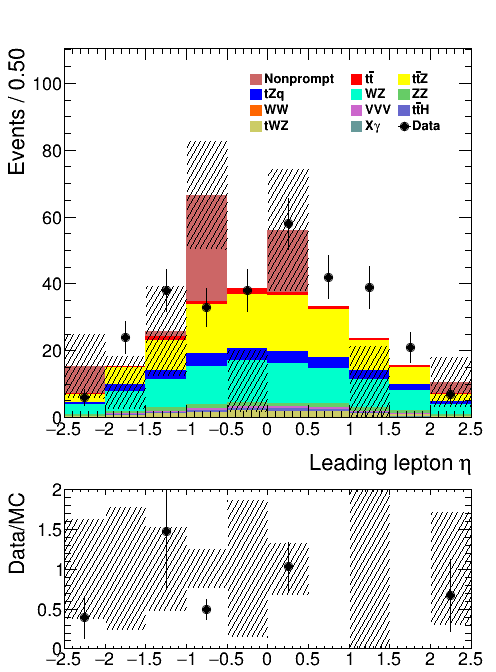 Events / 0.50
100
80
60
40
20
0
Nonprompt tt̄ tt̄Z
tZq WZ ZZ
WW VVV tt̄H
tWZ Xγ Data
−2.5 −2 −1.5 −1 −0.5 0 0.5 1 1.5 2 2.5
Leading lepton η
Data/MC
2
1.5
1
0.5
0
−2.5 −2 −1.5 −1 −0.5 0 0.5 1 1.5 2 2.5